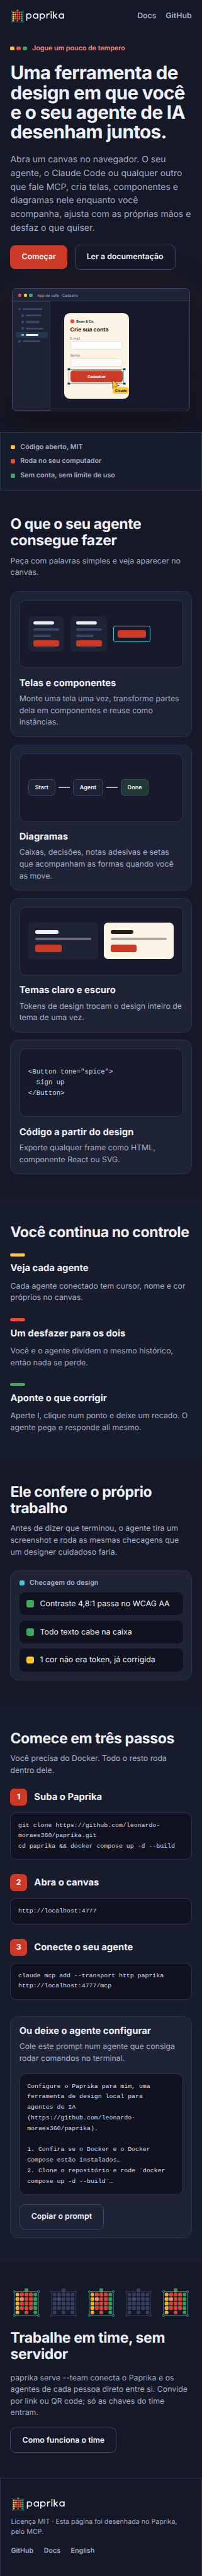 paprika
Docs GitHub
Jogue um pouco de tempero
Uma ferramenta de
design em que você
e o seu agente de IA
desenham juntos.
Abra um canvas no navegador. O seu
agente, o Claude Code ou qualquer outro
que fale MCP, cria telas, componentes e
diagramas nele enquanto você
acompanha, ajusta com as próprias mãos e
desfaz o que quiser.
Começar
Ler a documentação
App de café · Cadastro
Bean & Co.
Crie sua conta
E-mail
Senha
Cadastrar
Claude
Código aberto, MIT
Roda no seu computador
Sem conta, sem limite de uso
O que o seu agente
consegue fazer
Peça com palavras simples e veja aparecer no
canvas.
Telas e componentes
Monte uma tela uma vez, transforme partes
dela em componentes e reuse como
instâncias.
Start
Agent
Done
Diagramas
Caixas, decisões, notas adesivas e setas
que acompanham as formas quando você
as move.
Temas claro e escuro
Tokens de design trocam o design inteiro de
tema de uma vez.
<Button tone="spice">
Sign up
</Button>
Código a partir do design
Exporte qualquer frame como HTML,
componente React ou SVG.
Você continua no controle
Veja cada agente
Cada agente conectado tem cursor, nome e cor
próprios no canvas.
Um desfazer para os dois
Você e o agente dividem o mesmo histórico,
então nada se perde.
Aponte o que corrigir
Aperte I, clique num ponto e deixe um recado. O
agente pega e responde ali mesmo.
Ele confere o próprio
trabalho
Antes de dizer que terminou, o agente tira um
screenshot e roda as mesmas checagens que
um designer cuidadoso faria.
Checagem do design
Contraste 4,8:1 passa no WCAG AA
Todo texto cabe na caixa
1 cor não era token, já corrigida
Comece em três passos
Você precisa do Docker. Todo o resto roda
dentro dele.
1 Suba o Paprika
git clone https://github.com/leonardo-
moraes360/paprika.git
cd paprika && docker compose up -d --build
2 Abra o canvas
http://localhost:4777
3 Conecte o seu agente
claude mcp add --transport http paprika
http://localhost:4777/mcp
Ou deixe o agente configurar
Cole este prompt num agente que consiga
rodar comandos no terminal.
Configure o Paprika para mim, uma
ferramenta de design local para
agentes de IA
(https://github.com/leonardo-
moraes360/paprika).
1. Confira se o Docker e o Docker
Compose estão instalados…
2. Clone o repositório e rode `docker
compose up -d --build`…
Copiar o prompt
Trabalhe em time, sem
servidor
paprika serve --team conecta o Paprika e os
agentes de cada pessoa direto entre si. Convide
por link ou QR code; só as chaves do time
entram.
Como funciona o time
paprika
Licença MIT · Esta página foi desenhada no Paprika,
pelo MCP.
GitHub Docs English